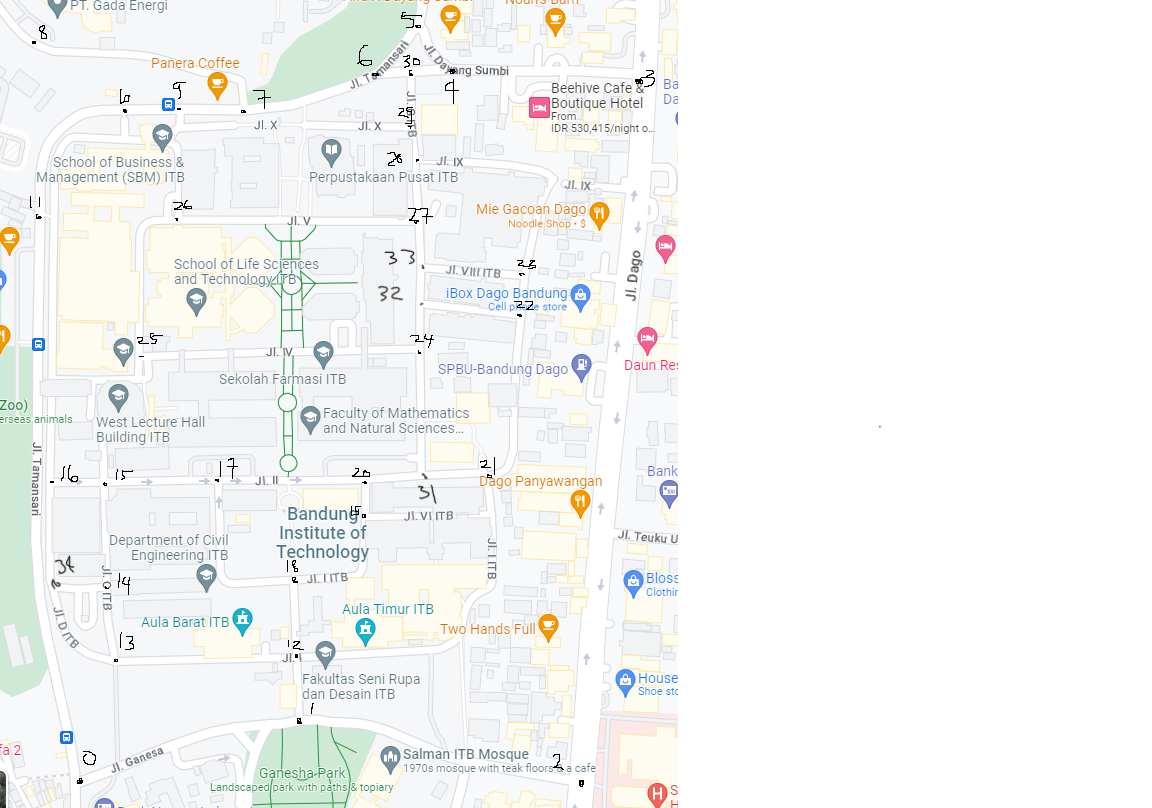 PT. Gada Energi
Nouri's Barn
8
5
Panera Coffee
6
30
Jl. Tamansari
Jl. Dayang Sumbi
4
3
9
10
7
Beehive Cafe &
Boutique Hotel
From
IDR 530,415/night o...
Ba
Da
29
Jl. X
Jl. X
School of Business &
Management (SBM) ITB
Perpustakaan Pusat ITB
28
Jl. IX
Jl. IX
11
26
Jl. V
27
Mie Gacoan Dago
Noodle Shop · $
School of Life Sciences
and Technology ITB
33
Jl. VIII ITB
23
Jl. Dago
32
iBox Dago Bandung
Cell phone store
22
25
Jl. IV
24
Sekolah Farmasi ITB
SPBU-Bandung Dago
Daun Res
Zoo)
erseas animals
West Lecture Hall
Building ITB
Faculty of Mathematics
and Natural Sciences...
Jl. Tamansari
16
15
17
Jl. II
20
21
31
Dago Panyawangan
Bank
Jl. VI ITB
Bandung
Institute of
Technology
Department of Civil
Engineering ITB
Jl. Teuku U
34
14
18
Jl. I ITB
Jl. I ITB
Bloss
Clothin
Jl. D ITB
Aula Barat ITB
Aula Timur ITB
Two Hands Full
13
12
Jl. I
Fakultas Seni Rupa
dan Desain ITB
House
Shoe sto
1
fa 2
0
Jl. Ganesa
Salman ITB Mosque
1970s mosque with teak floors & a cafe
2
Ganesha Park
Landscaped park with paths & topiary
H
S
H